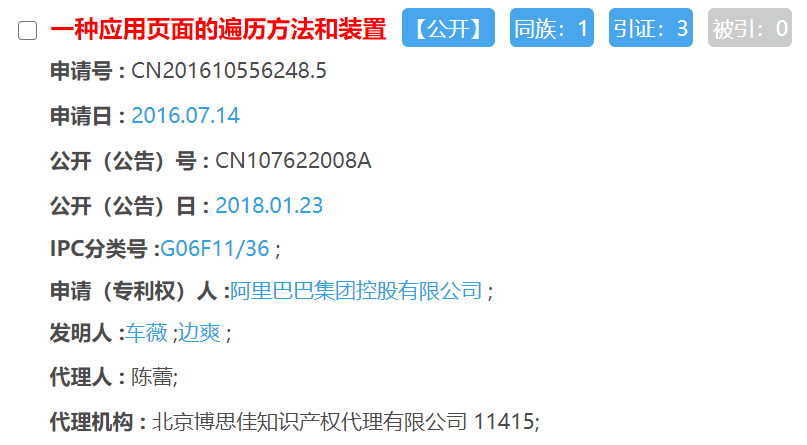 一种应用页面的遍历方法和装置 【公开】 同族：1 引证：3 被引：0
申请号 : CN201610556248.5
申请日 : 2016.07.14
公开（公告）号 : CN107622008A
公开（公告）日 : 2018.01.23
IPC分类号 :G06F11/36 ;
申请（专利权）人 :阿里巴巴集团控股有限公司 ;
发明人 :车薇 ;边爽 ;
代理人 : 陈蕾;
代理机构 : 北京博思佳知识产权代理有限公司 11415;